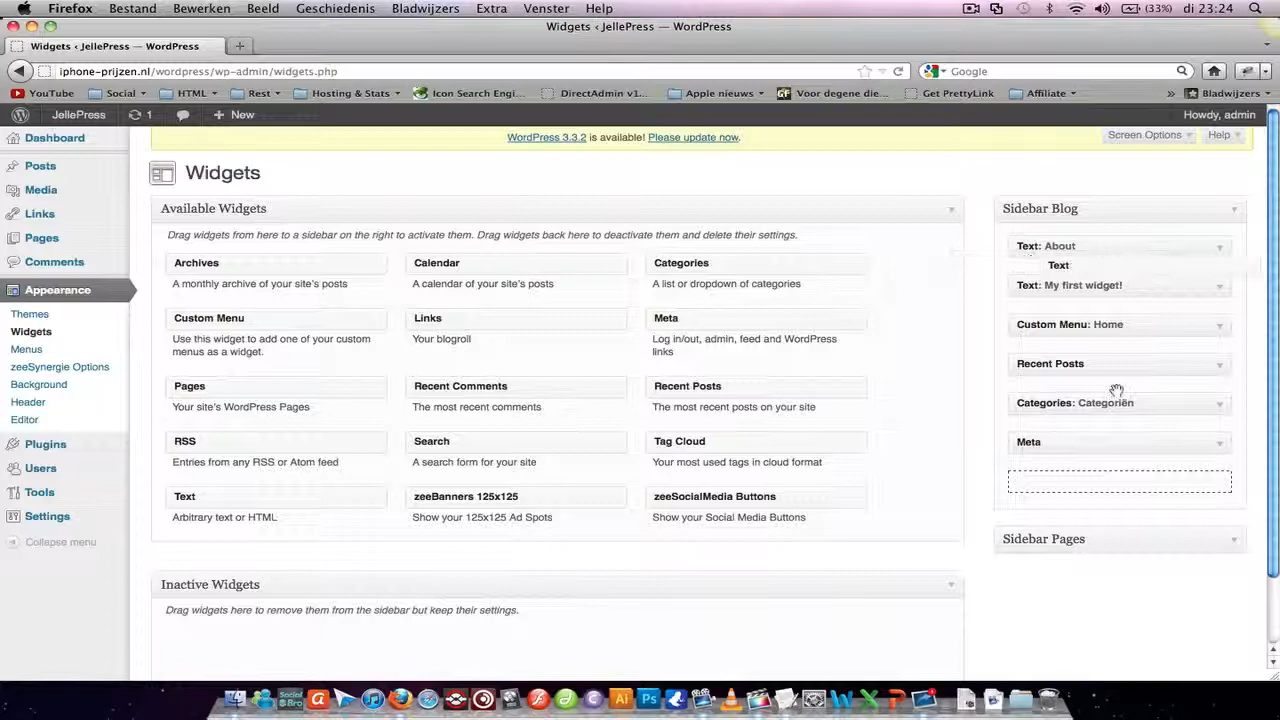 Firefox Bestand Bewerken Beeld Geschiedenis Bladwijzers Extra Venster Help (33%) di 23:24
Widgets ‹ JellePress — WordPress
Widgets ‹ JellePress — WordPress
iphone-prijzen.nl/wordpress/wp-admin/widgets.php Google
YouTube Social HTML Rest Hosting & Stats Icon Search Engi... DirectAdmin v1... Apple nieuws Voor degene die... Get PrettyLink Affiliate » Bladwijzers
JellePress 1 + New Howdy, admin
WordPress 3.3.2 is available! Please update now.
Screen Options Help
Dashboard
Posts
Media
Links
Pages
Comments
Appearance
Themes
Widgets
Menus
zeeSynergie Options
Background
Header
Editor
Plugins
Users
Tools
Settings
Collapse menu
Widgets
Available Widgets
Drag widgets from here to a sidebar on the right to activate them. Drag widgets back here to deactivate them and delete their settings.
Archives Calendar Categories
A monthly archive of your site's posts A calendar of your site's posts A list or dropdown of categories
Custom Menu Links Meta
Use this widget to add one of your custom Your blogroll Log in/out, admin, feed and WordPress
menus as a widget. links
Pages Recent Comments Recent Posts
Your site's WordPress Pages The most recent comments The most recent posts on your site
RSS Search Tag Cloud
Entries from any RSS or Atom feed A search form for your site Your most used tags in cloud format
Text zeeBanners 125x125 zeeSocialMedia Buttons
Arbitrary text or HTML Show your 125x125 Ad Spots Show your Social Media Buttons
Inactive Widgets
Drag widgets here to remove them from the sidebar but keep their settings.
Sidebar Blog
Text: About
Text
Text: My first widget!
Custom Menu: Home
Recent Posts
Categories: Categoriën
Meta
Sidebar Pages